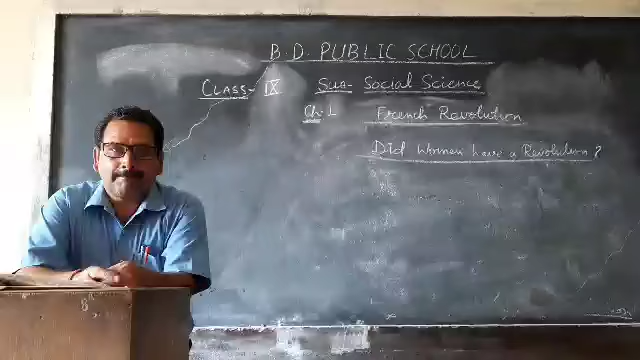 B. D. PUBLIC SCHOOL
CLASS- IX Sub- Social Science
Ch. 1 French Revolution
Did Women have a Revolution?